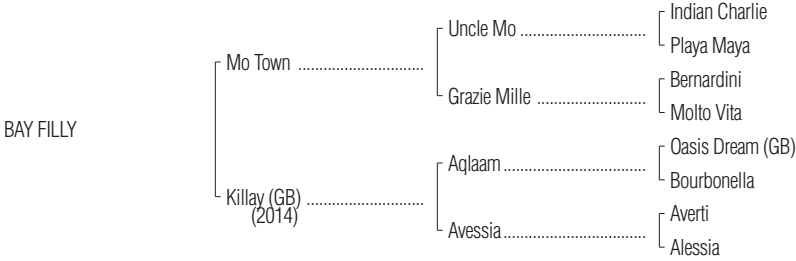 Indian Charlie
Uncle Mo ................................
Playa Maya
Mo Town ................................
Bernardini
Grazie Mille ...........................
Molto Vita
BAY FILLY
Oasis Dream (GB)
Aqlaam ....................................
Bourbonella
Killay (GB) ..............................
(2014)
Averti
Avessia ....................................
Alessia